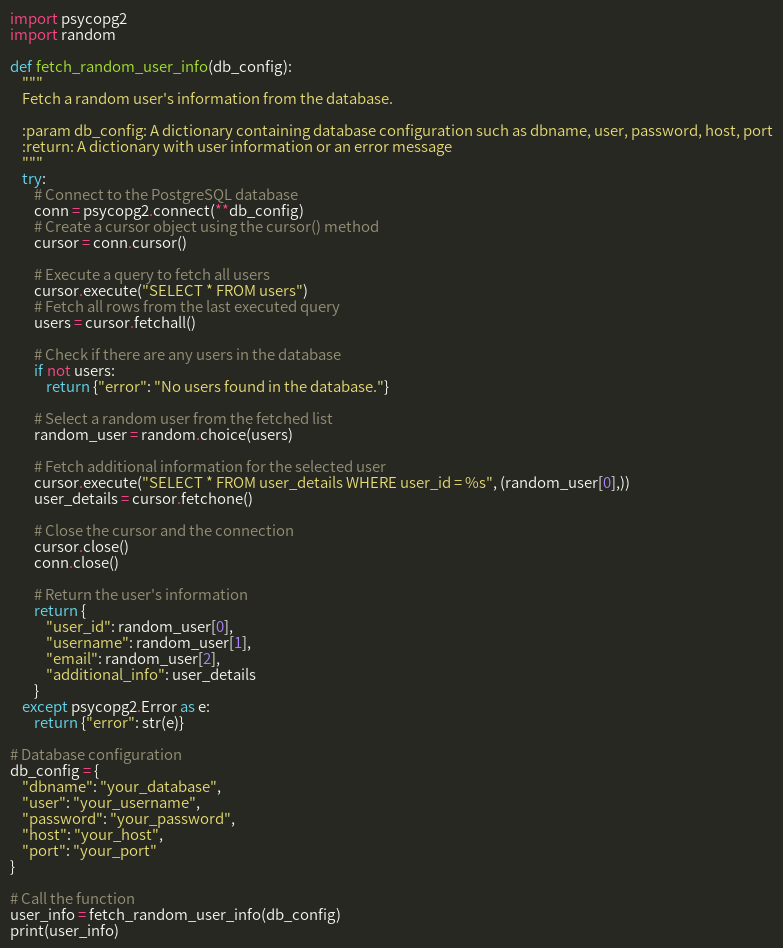 import psycopg2
import random

def fetch_random_user_info(db_config):
    """
    Fetch a random user's information from the database.

    :param db_config: A dictionary containing database configuration such as dbname, user, password, host, port
    :return: A dictionary with user information or an error message
    """
    try:
        # Connect to the PostgreSQL database
        conn = psycopg2.connect(**db_config)
        # Create a cursor object using the cursor() method
        cursor = conn.cursor()

        # Execute a query to fetch all users
        cursor.execute("SELECT * FROM users")
        # Fetch all rows from the last executed query
        users = cursor.fetchall()

        # Check if there are any users in the database
        if not users:
            return {"error": "No users found in the database."}

        # Select a random user from the fetched list
        random_user = random.choice(users)

        # Fetch additional information for the selected user
        cursor.execute("SELECT * FROM user_details WHERE user_id = %s", (random_user[0],))
        user_details = cursor.fetchone()

        # Close the cursor and the connection
        cursor.close()
        conn.close()

        # Return the user's information
        return {
            "user_id": random_user[0],
            "username": random_user[1],
            "email": random_user[2],
            "additional_info": user_details
        }
    except psycopg2.Error as e:
        return {"error": str(e)}

# Database configuration
db_config = {
    "dbname": "your_database",
    "user": "your_username",
    "password": "your_password",
    "host": "your_host",
    "port": "your_port"
}

# Call the function
user_info = fetch_random_user_info(db_config)
print(user_info)